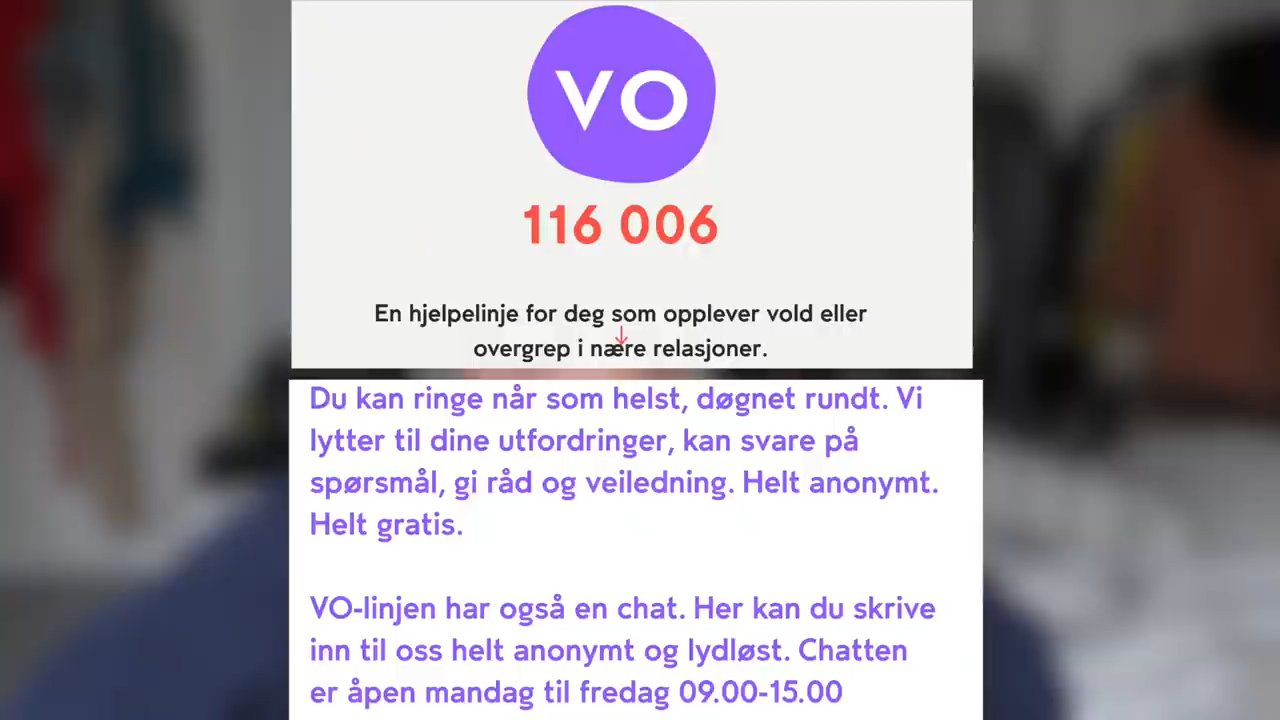 VO
116 006
En hjelpelinje for deg som opplever vold eller
overgrep i nære relasjoner.
Du kan ringe når som helst, døgnet rundt. Vi
lytter til dine utfordringer, kan svare på
spørsmål, gi råd og veiledning. Helt anonymt.
Helt gratis.
VO-linjen har også en chat. Her kan du skrive
inn til oss helt anonymt og lydløst. Chatten
er åpen mandag til fredag 09.00-15.00